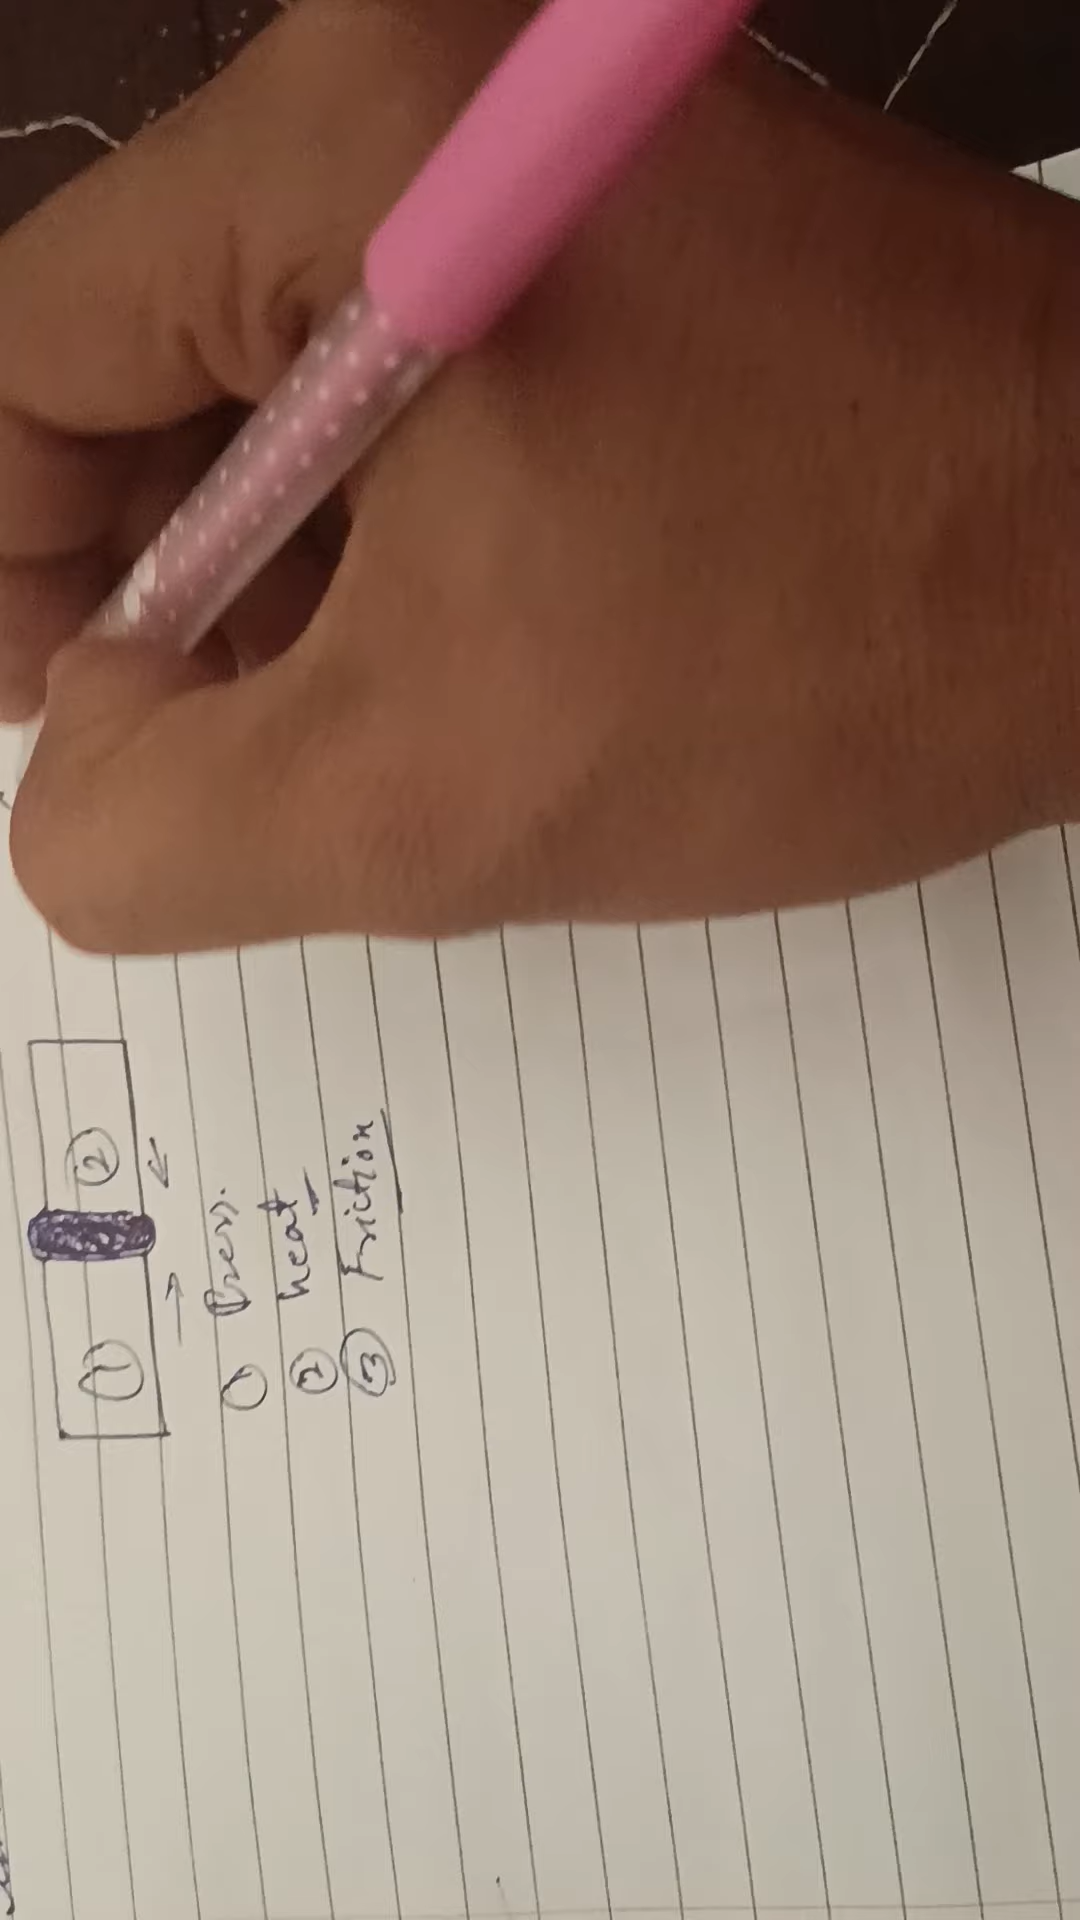 ① ②
→ ←
① Press.
② heat
③ Friction